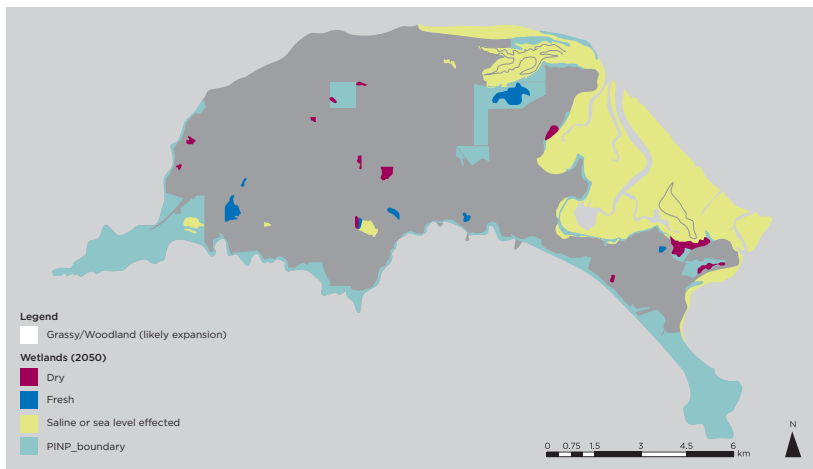 Legend
Grassy/Woodland (likely expansion)
Wetlands (2050)
Dry
Fresh
Saline or sea level effected
PINP_boundary
N
0 0.75 1.5 3 4.5 6
km